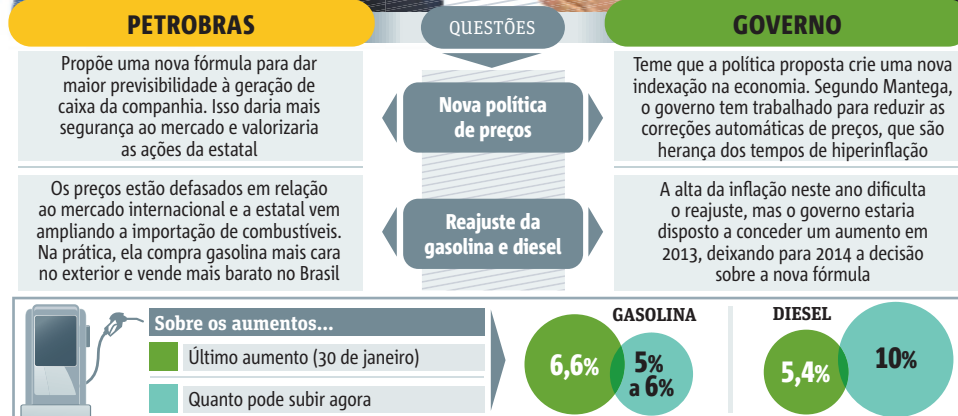 PETROBRAS
QUESTÕES
GOVERNO
Propõe uma nova fórmula para dar
maior previsibilidade à geração de
caixa da companhia. Isso daria mais
segurança ao mercado e valorizaria
as ações da estatal
Nova política
de preços
Teme que a política proposta crie uma nova
indexação na economia. Segundo Mantega,
o governo tem trabalhado para reduzir as
correções automáticas de preços, que são
herança dos tempos de hiperinflação
Os preços estão defasados em relação
ao mercado internacional e a estatal vem
ampliando a importação de combustíveis.
Na prática, ela compra gasolina mais cara
no exterior e vende mais barato no Brasil
Reajuste da
gasolina e diesel
A alta da inflação neste ano dificulta
o reajuste, mas o governo estaria
disposto a conceder um aumento em
2013, deixando para 2014 a decisão
sobre a nova fórmula
Sobre os aumentos...
Último aumento (30 de janeiro)
Quanto pode subir agora
GASOLINA
6,6%
5%
a 6%
DIESEL
5,4%
10%